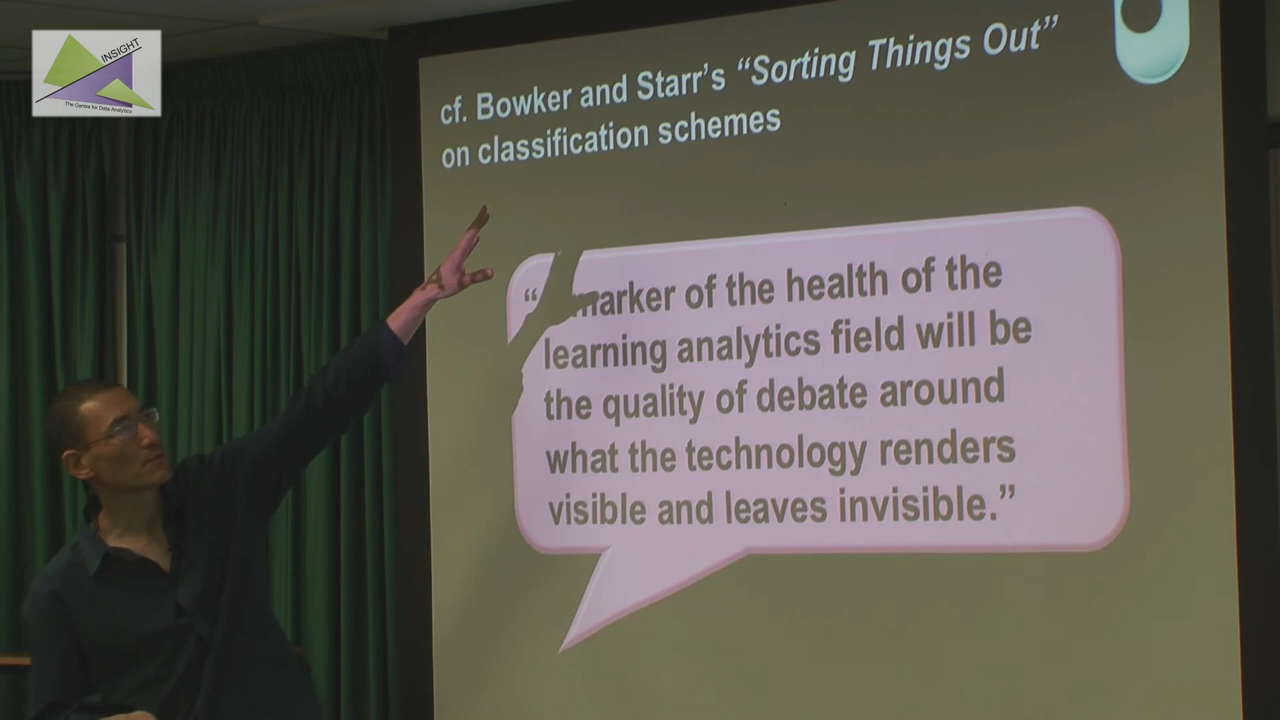 INSIGHT
The Centre for Data Analytics
cf. Bowker and Starr's “Sorting Things Out”
on classification schemes
“ marker of the health of the
learning analytics field will be
the quality of debate around
what the technology renders
visible and leaves invisible.”